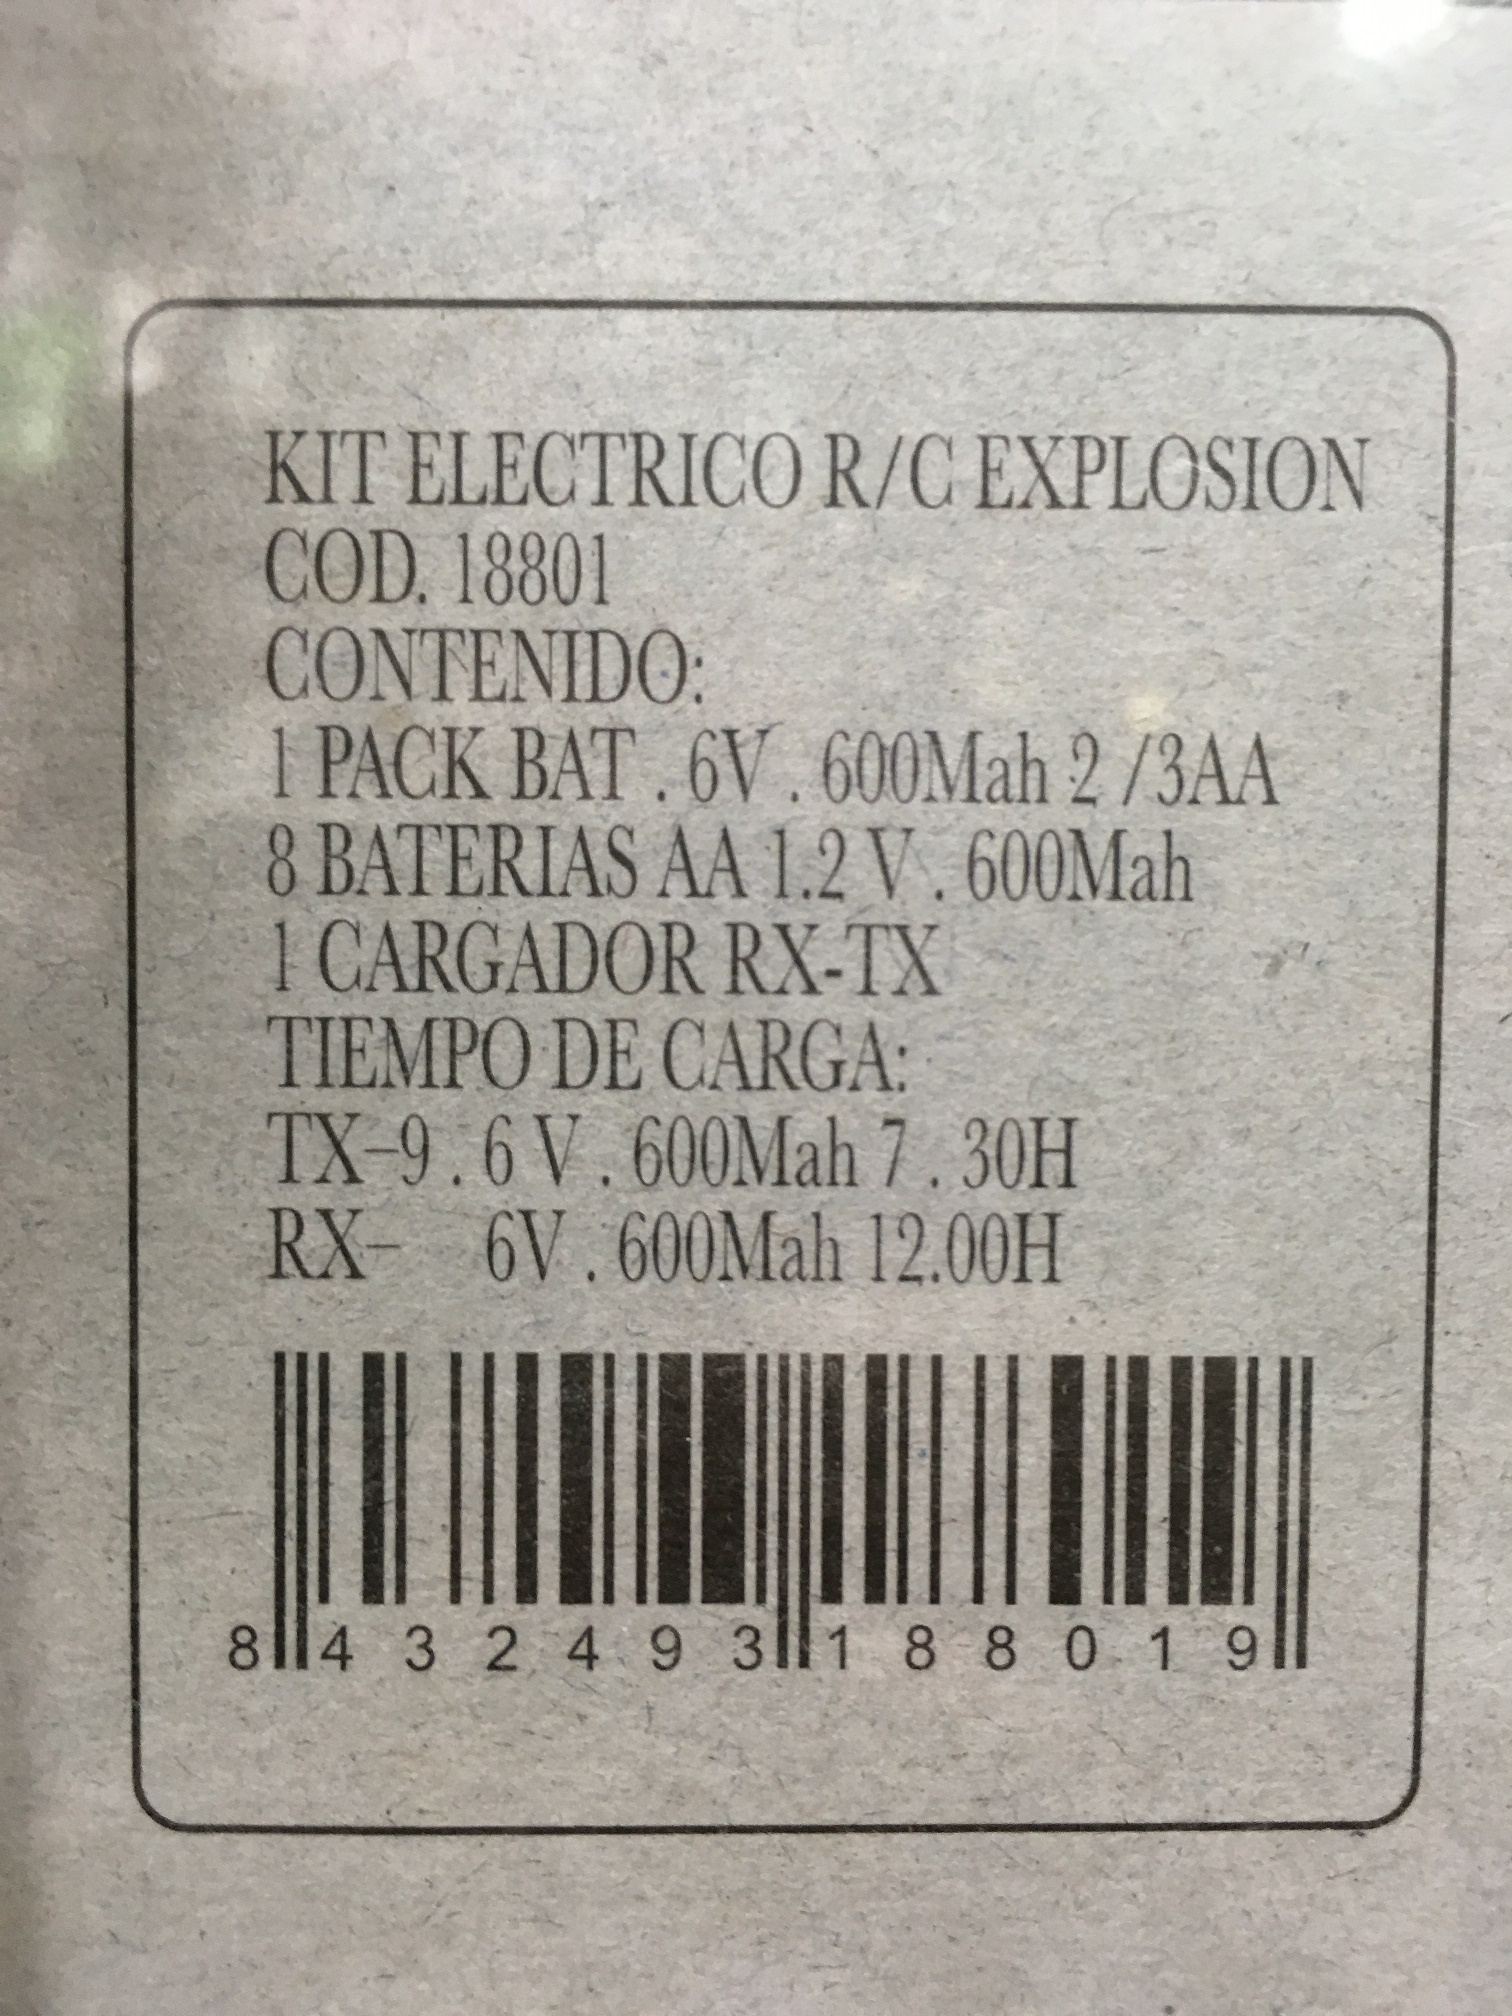 KIT ELECTRICO R/C EXPLOSION
COD. 18801
CONTENIDO:
1 PACK BAT . 6V . 600Mah 2 /3AA
8 BATERIAS AA 1.2 V . 600Mah
1 CARGADOR RX-TX
TIEMPO DE CARGA:
TX-9 . 6 V . 600Mah 7 . 30H
RX- 6V . 600Mah 12.00H
8 432493 188019